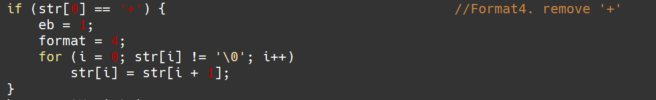 if (str[0] == '+') { //Format4. remove '+'
eb = 1;
format = 4;
for (i = 0; str[i] != '\0'; i++)
str[i] = str[i + 1];
}